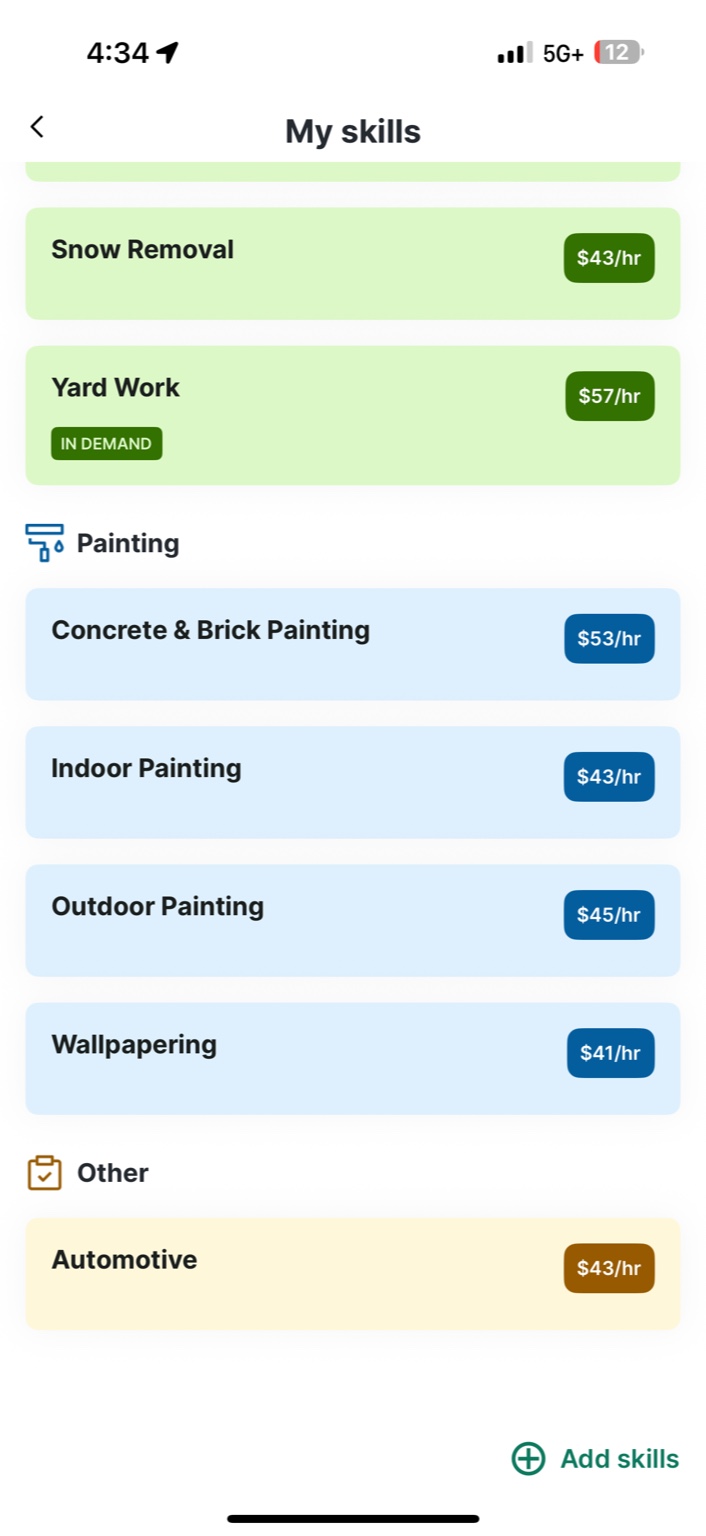 4:34 5G+ 12
My skills
Snow Removal $43/hr
Yard Work $57/hr
IN DEMAND
Painting
Concrete & Brick Painting $53/hr
Indoor Painting $43/hr
Outdoor Painting $45/hr
Wallpapering $41/hr
Other
Automotive $43/hr
Add skills